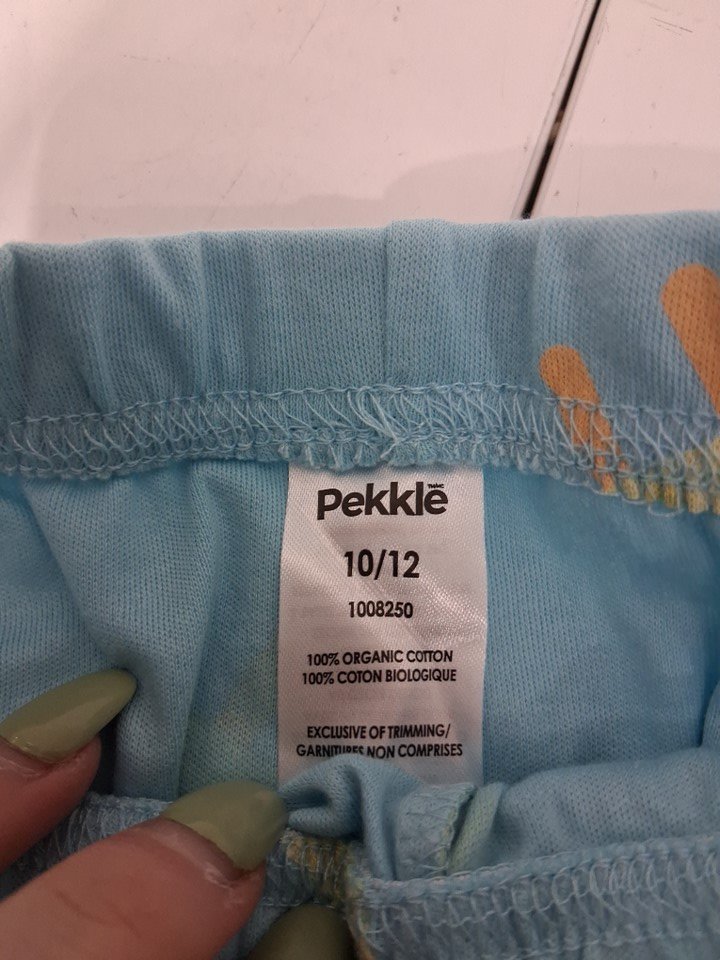 Pekkle
10/12
1008250
100% ORGANIC COTTON
100% COTON BIOLOGIQUE
EXCLUSIVE OF TRIMMING/
GARNITURES NON COMPRISES